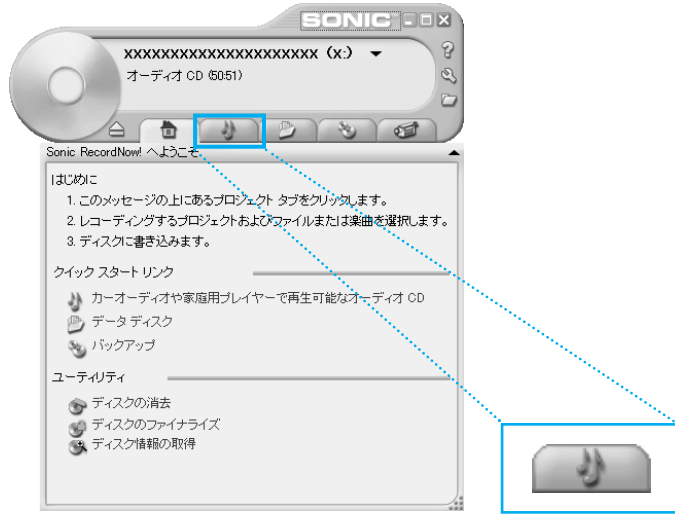 SONIC
xxxxxxxxxxxxxxxxxxxxx (x:)
オーディオ CD (50:51)
Sonic RecordNow! へようこそ
はじめに
1. このメッセージの上にあるプロジェクト タブをクリックします。
2. レコーディングするプロジェクトおよびファイルまたは楽曲を選択します。
3. ディスクに書き込みます。
クイック スタート リンク
カーオーディオや家庭用プレイヤーで再生可能なオーディオ CD
データ ディスク
バックアップ
ユーティリティ
ディスクの消去
ディスクのファイナライズ
ディスク情報の取得